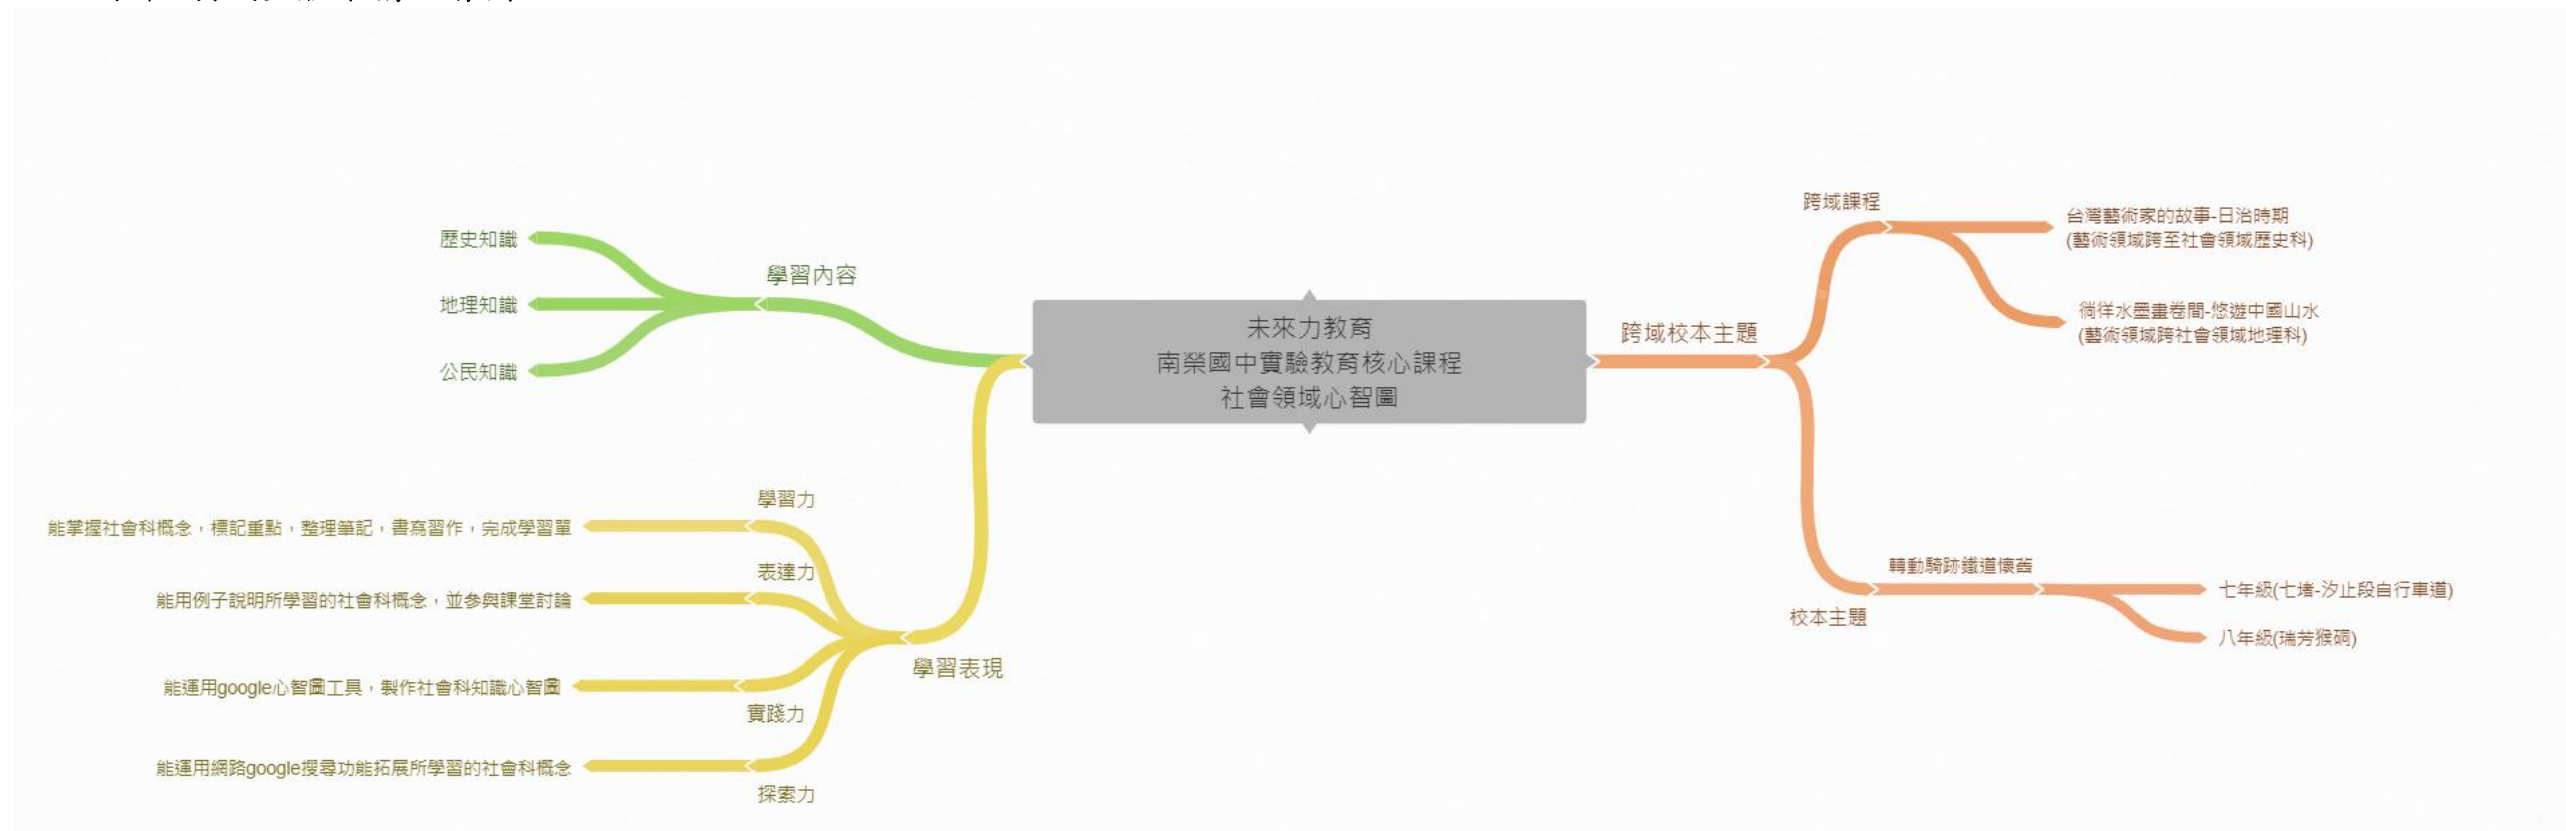 未來力教育
南榮國中實驗教育核心課程
社會領域心智圖
學習內容
歷史知識
地理知識
公民知識
學習表現
學習力
能掌握社會科概念，標記重點，整理筆記，書寫習作，完成學習單
表達力
能用例子說明所學習的社會科概念，並參與課堂討論
能運用google心智圖工具，製作社會科知識心智圖
實踐力
能運用網路google搜尋功能拓展所學習的社會科概念
探索力
跨域校本主題
跨域課程
台灣藝術家的故事-日治時期
(藝術領域跨至社會領域歷史科)
徜徉水墨畫卷間-悠遊中國山水
(藝術領域跨社會領域地理科)
轉動騎跡鐵道懷舊
校本主題
七年級(七堵-汐止段自行車道)
八年級(瑞芳猴硐)